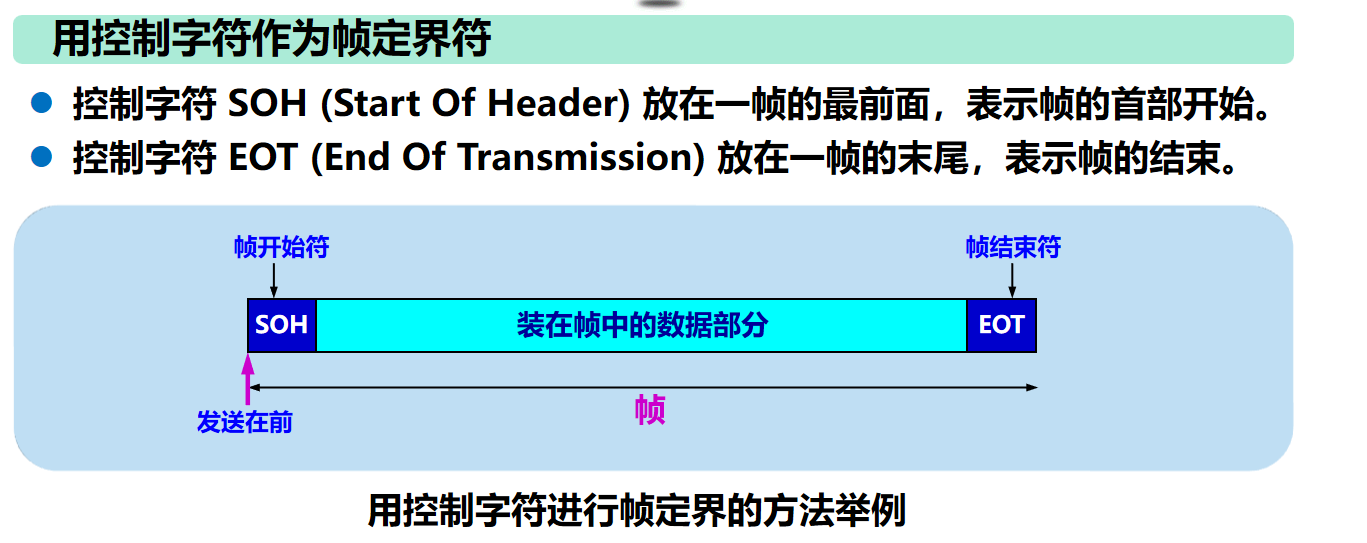 用控制字符作为帧定界符
控制字符 SOH (Start Of Header) 放在一帧的最前面，表示帧的首部开始。
控制字符 EOT (End Of Transmission) 放在一帧的末尾，表示帧的结束。
帧开始符
帧结束符
SOH
装在帧中的数据部分
EOT
帧
发送在前
用控制字符进行帧定界的方法举例